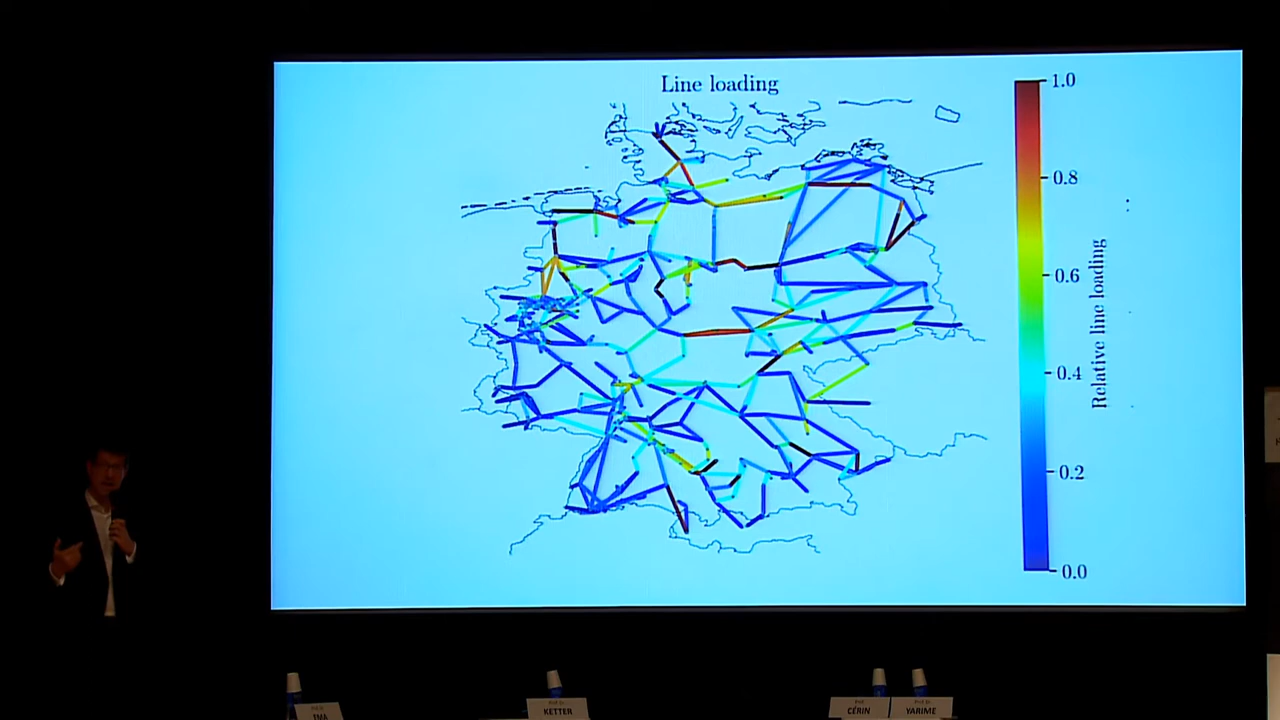 Line loading
1.0
0.8
0.6
0.4
0.2
0.0
Relative line loading
KETTER
CÉRIN
YARIME